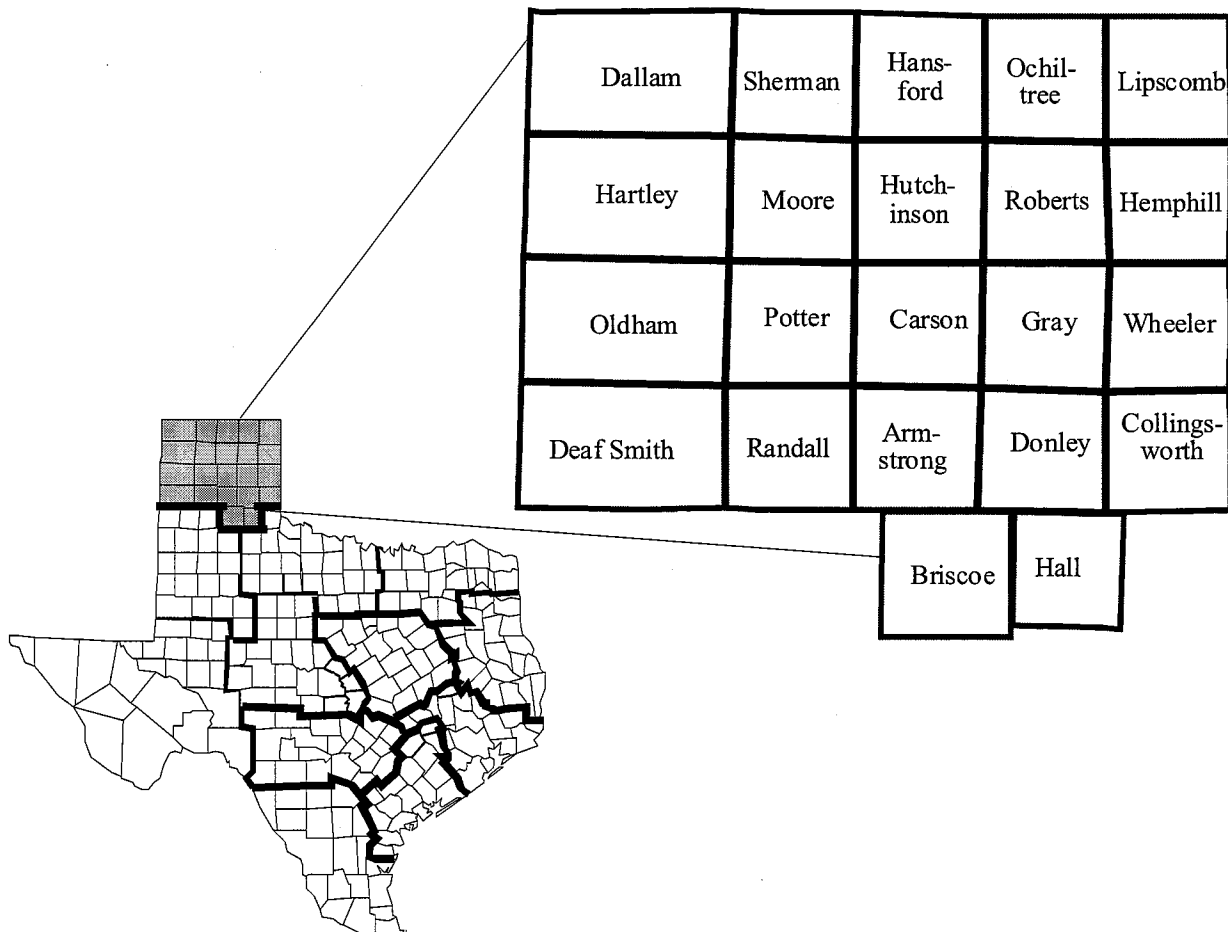 Dallam
Sherman
Hans-
ford
Ochil-
tree
Lipscomb
Hartley
Moore
Hutch-
inson
Roberts
Hemphill
Oldham
Potter
Carson
Gray
Wheeler
Deaf Smith
Randall
Arm-
strong
Donley
Collings-
worth
Briscoe
Hall